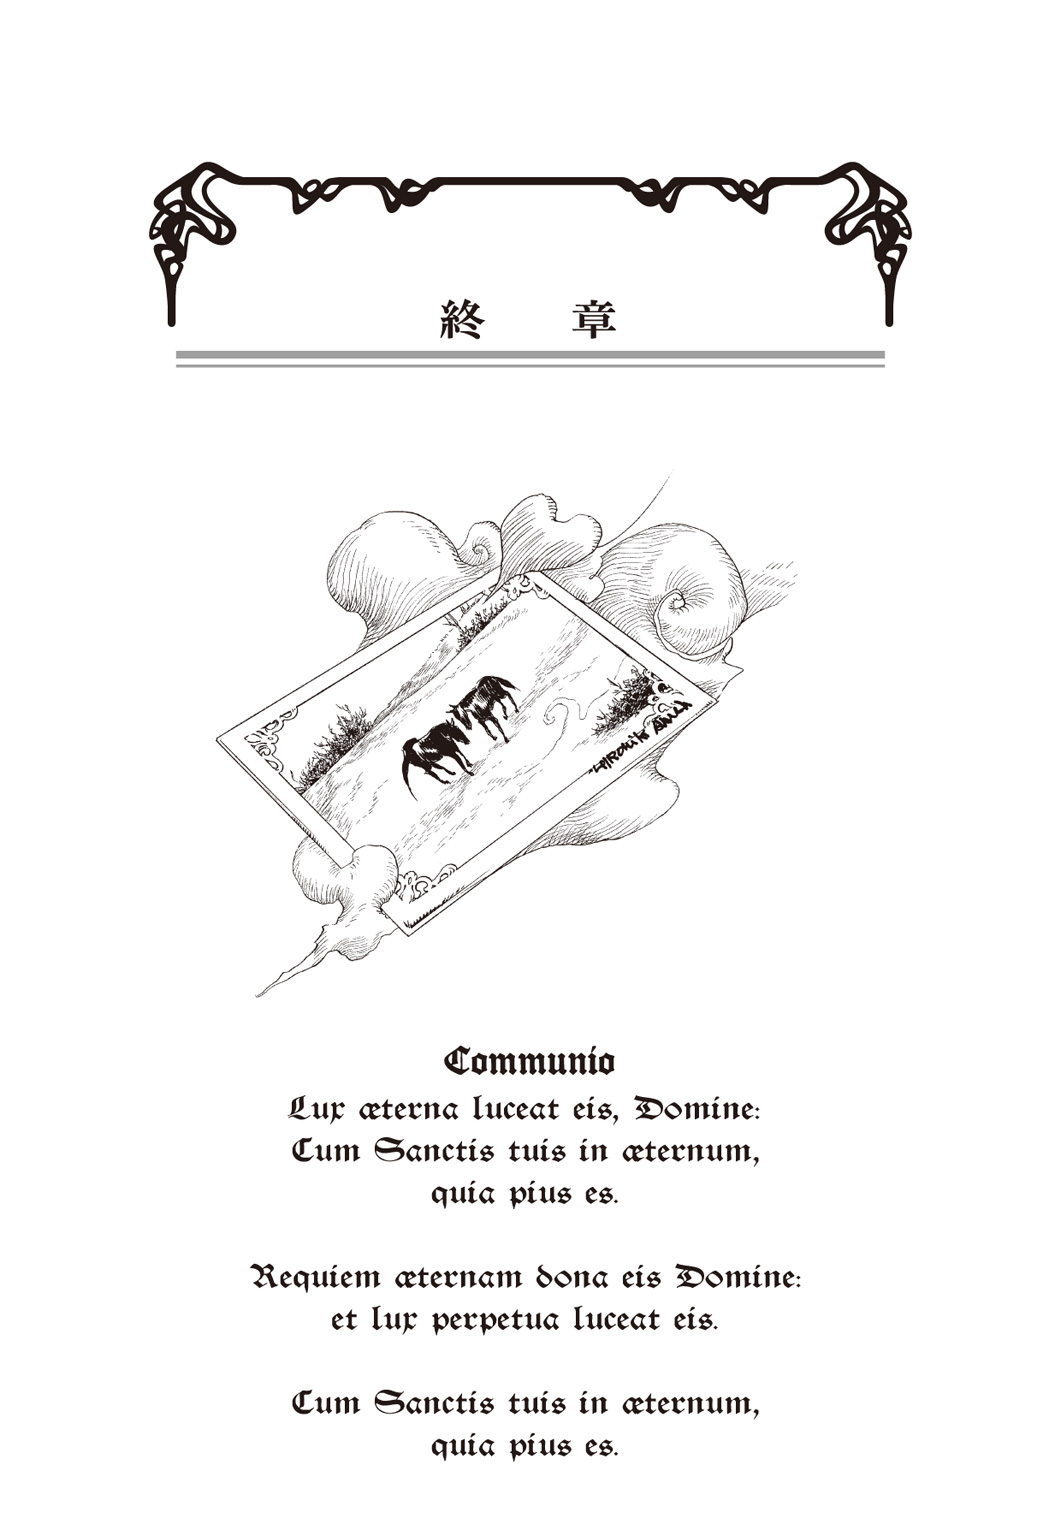 終章
Communio
Lux æterna luceat eis, Domine:
Cum Sanctis tuis in æternum,
quia pius es.
Requiem æternam dona eis Domine:
et lux perpetua luceat eis.
Cum Sanctis tuis in æternum,
quia pius es.